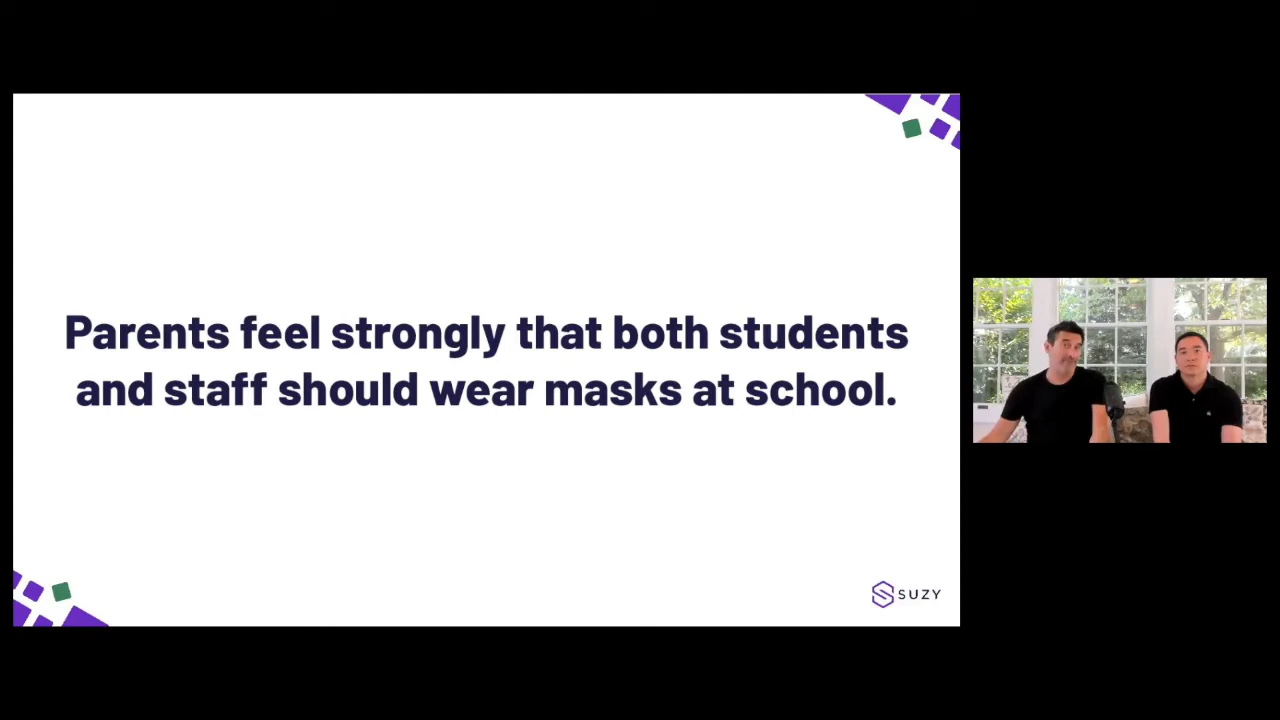 Parents feel strongly that both students
and staff should wear masks at school.
SUZY